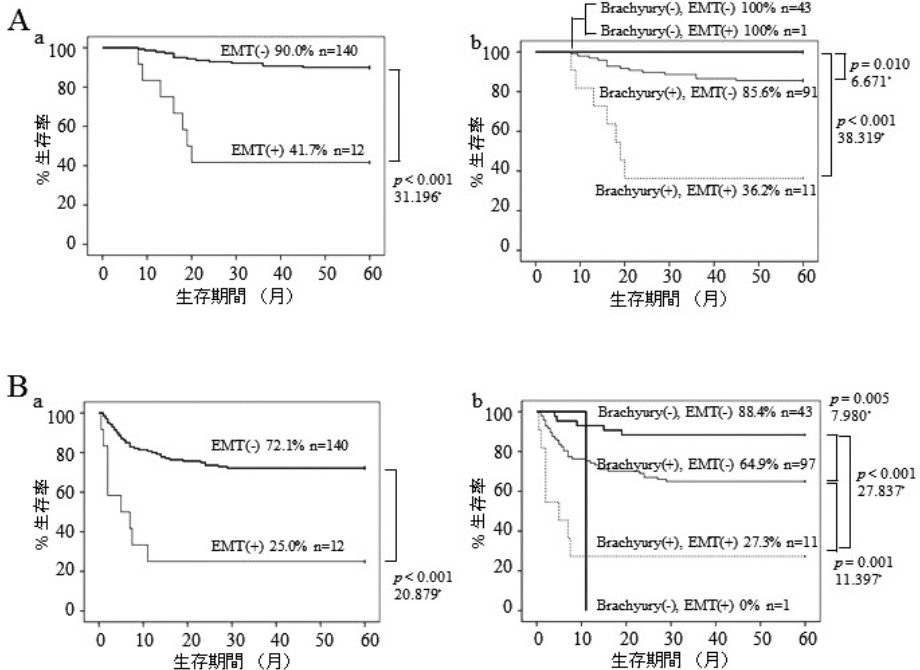 A
a
100
80
60
40
20
0
% 生存率
EMT(-) 90.0% n=140
EMT(+) 41.7% n=12
p < 0.001
31.196*
0 10 20 30 40 50 60
生存期間 (月)
b
Brachyury(-), EMT(-) 100% n=43
Brachyury(-), EMT(+) 100% n=1
100
80
60
40
20
0
% 生存率
Brachyury(+), EMT(-) 85.6% n=91
Brachyury(+), EMT(+) 36.2% n=11
p = 0.010
6.671*
p < 0.001
38.319*
0 10 20 30 40 50 60
生存期間 (月)
B
a
100
80
60
40
20
0
% 生存率
EMT(-) 72.1% n=140
EMT(+) 25.0% n=12
p < 0.001
20.879*
0 10 20 30 40 50 60
生存期間 (月)
b
100
80
60
40
20
0
% 生存率
Brachyury(-), EMT(-) 88.4% n=43
Brachyury(+), EMT(-) 64.9% n=97
Brachyury(+), EMT(+) 27.3% n=11
Brachyury(-), EMT(+) 0% n=1
p = 0.005
7.980*
p < 0.001
27.837*
p = 0.001
11.397*
0 10 20 30 40 50 60
生存期間 (月)